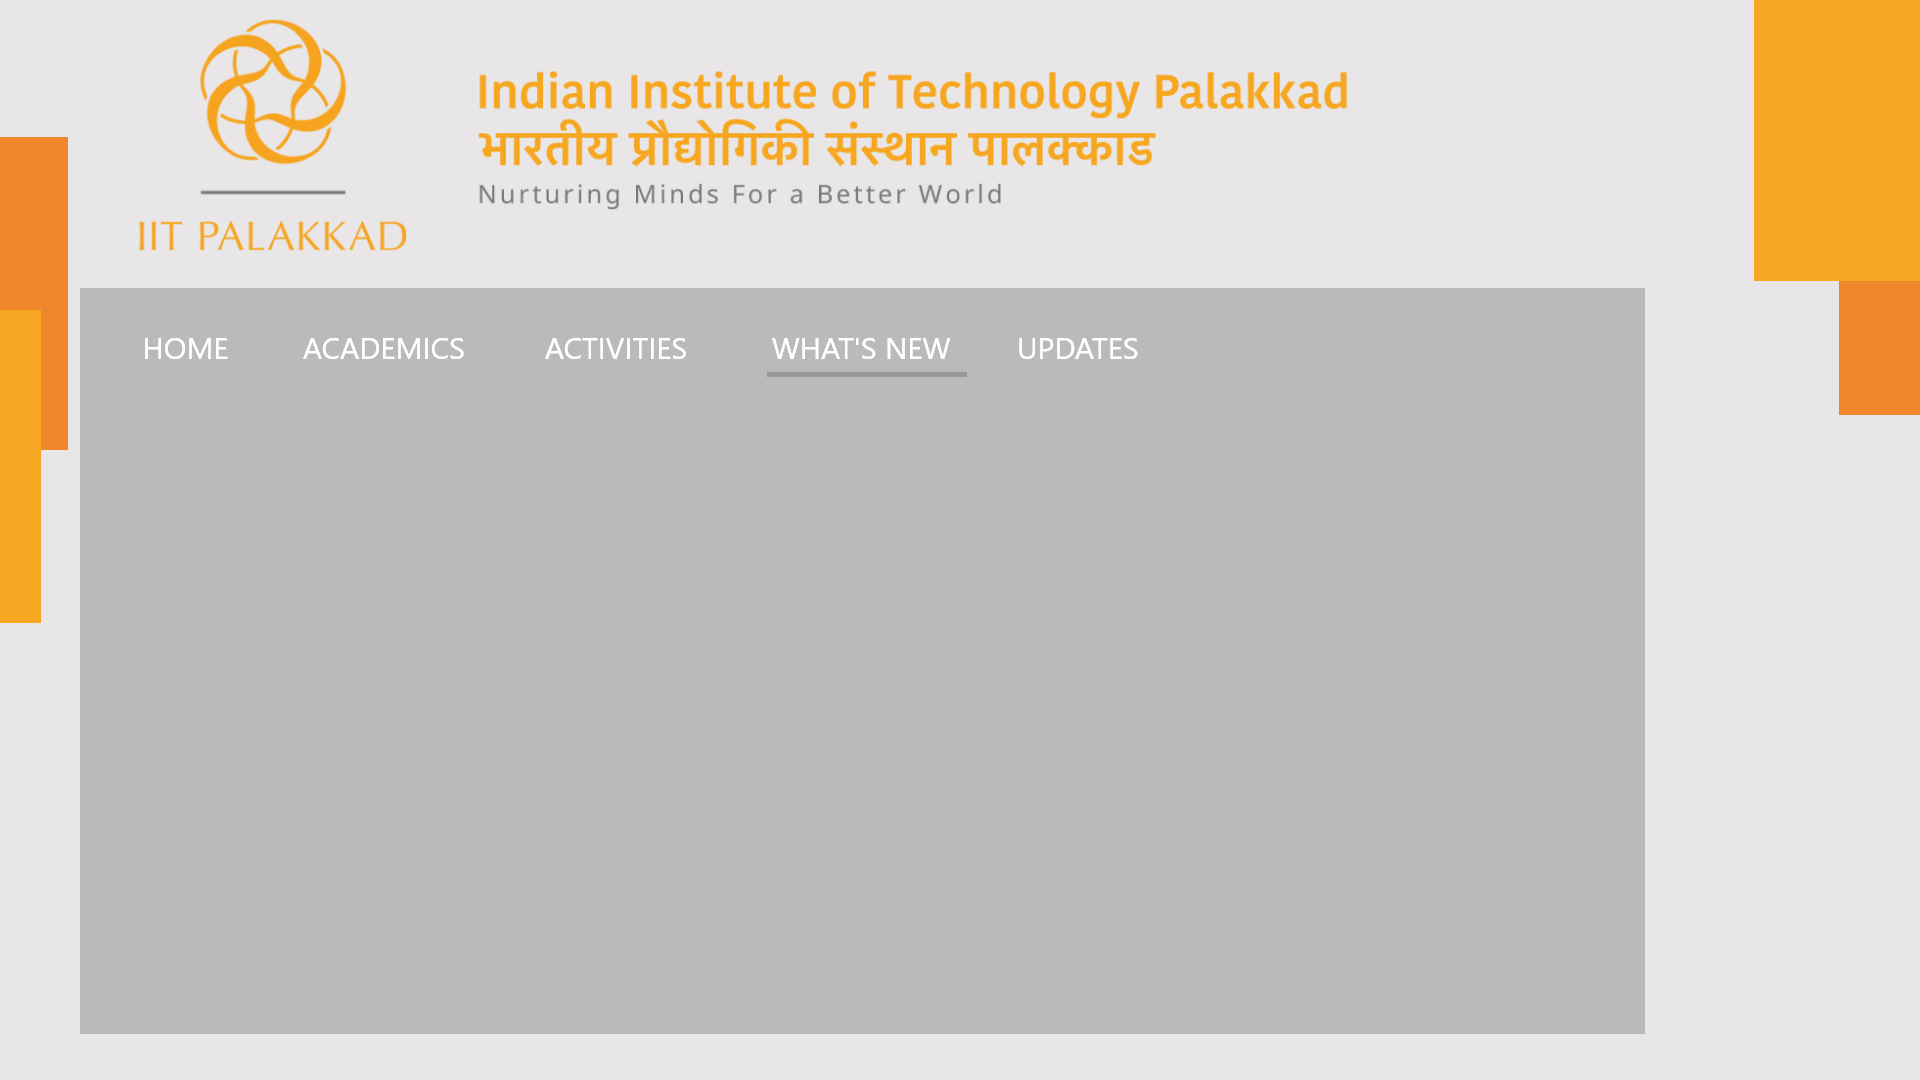 IIT PALAKKAD
Indian Institute of Technology Palakkad
भारतीय प्रौद्योगिकी संस्थान पालक्काड
Nurturing Minds For a Better World
HOME ACADEMICS ACTIVITIES WHAT'S NEW UPDATES